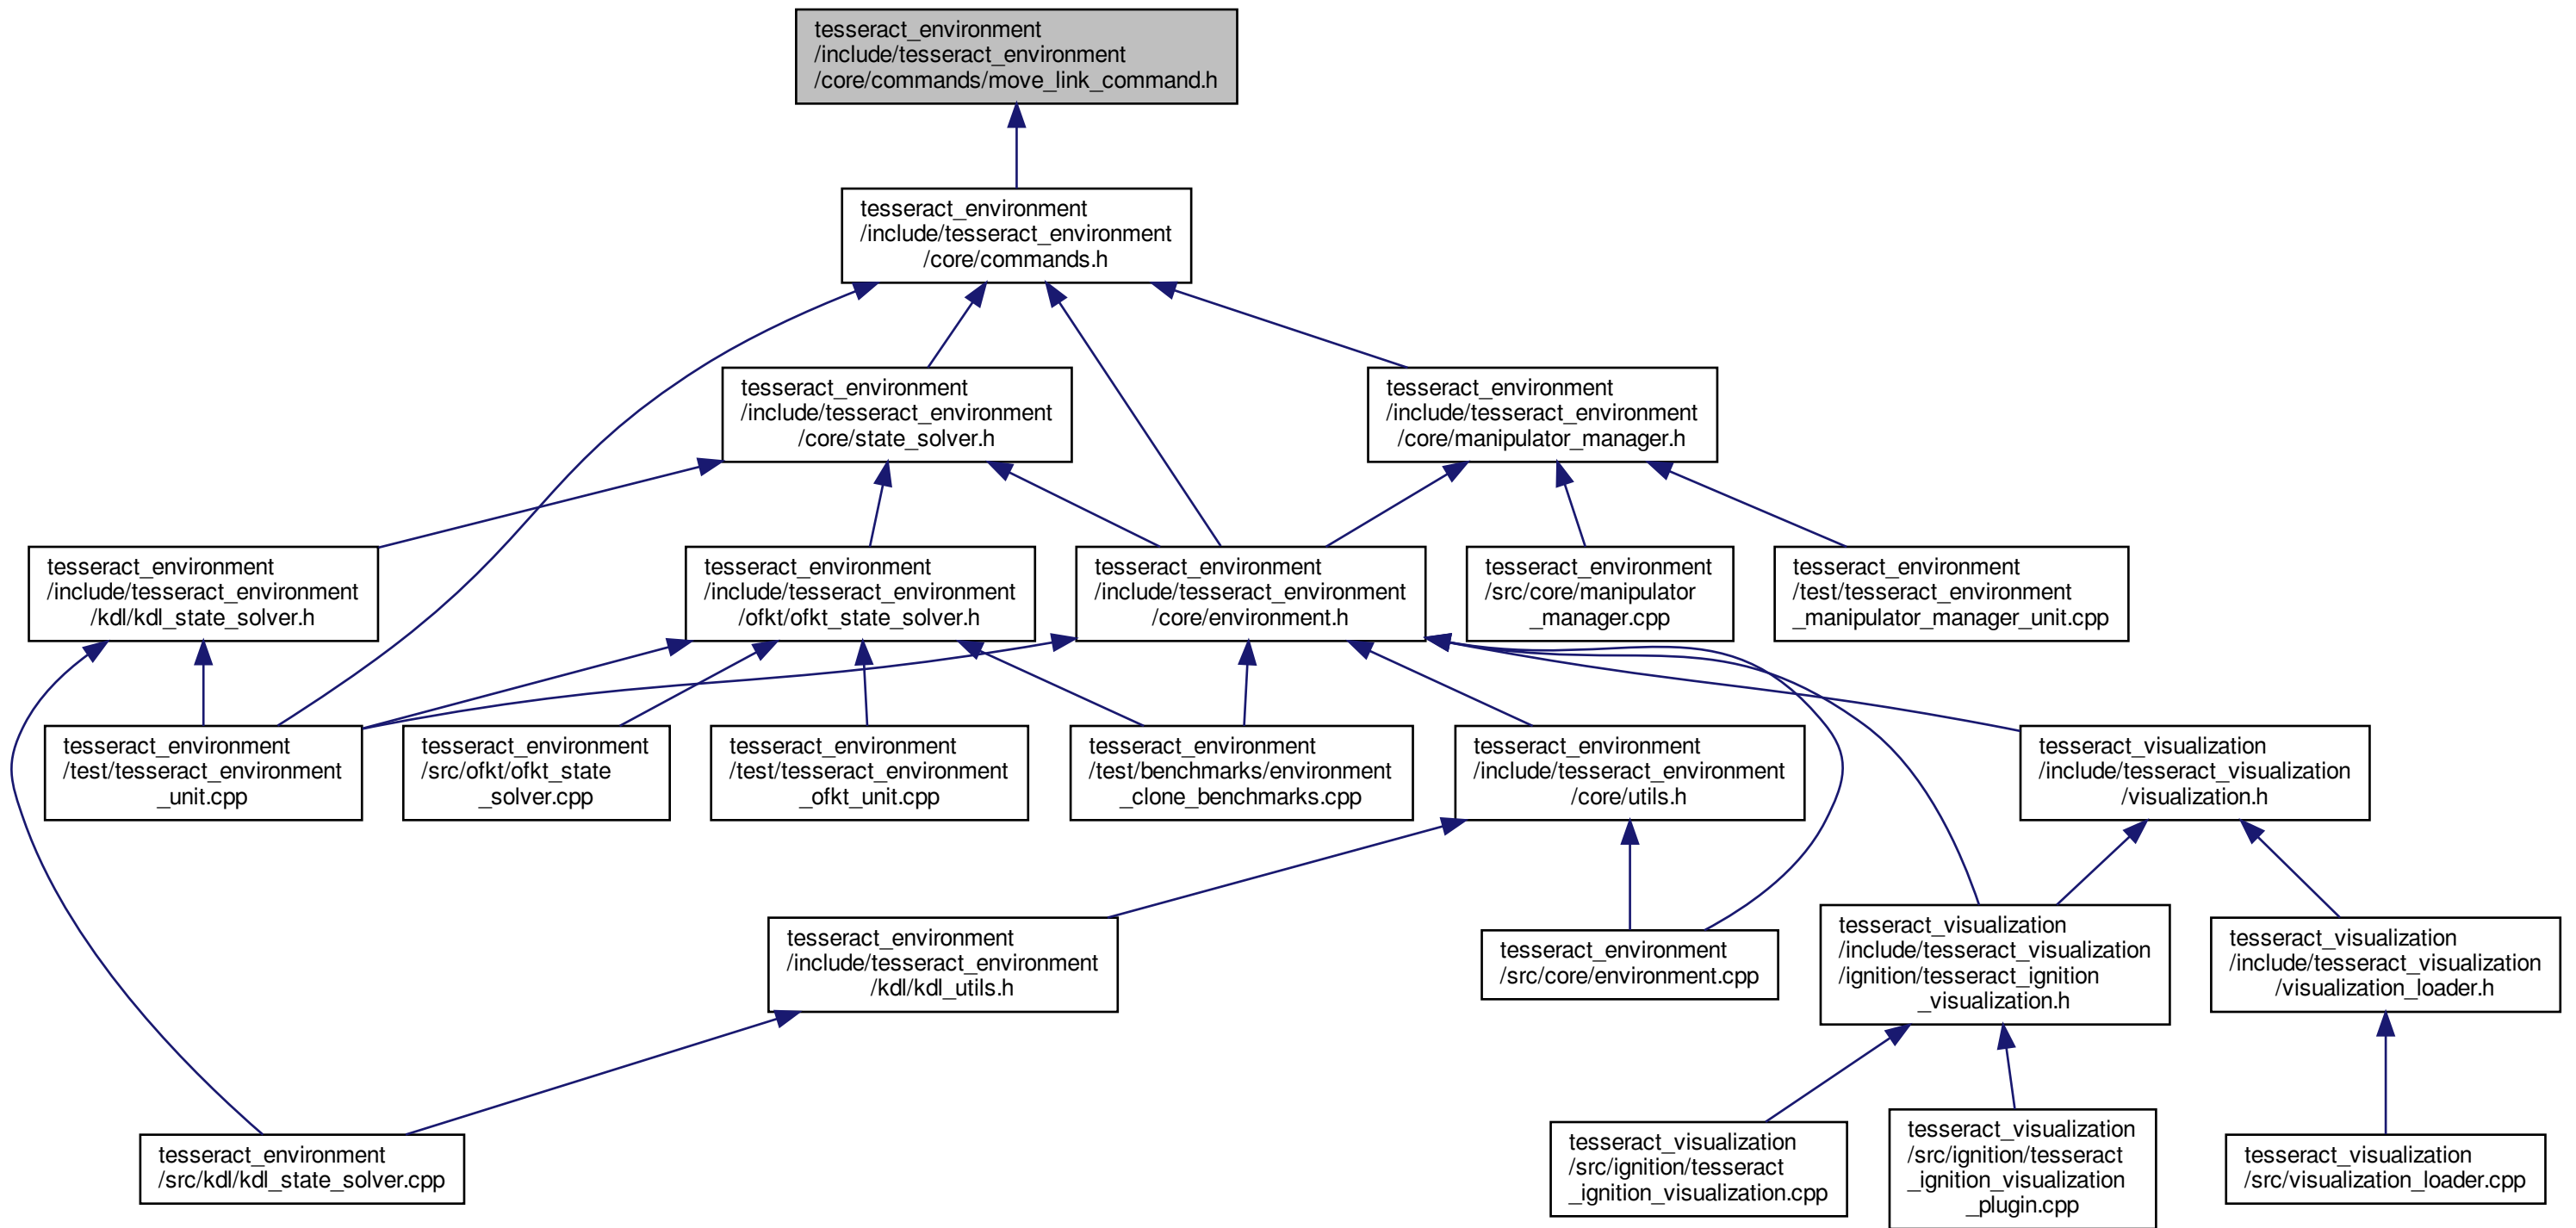 tesseract_environment
/include/tesseract_environment
/core/commands/move_link_command.h
tesseract_environment
/include/tesseract_environment
/core/commands.h
tesseract_environment
/include/tesseract_environment
/core/state_solver.h
tesseract_environment
/include/tesseract_environment
/core/manipulator_manager.h
tesseract_environment
/include/tesseract_environment
/kdl/kdl_state_solver.h
tesseract_environment
/include/tesseract_environment
/ofkt/ofkt_state_solver.h
tesseract_environment
/include/tesseract_environment
/core/environment.h
tesseract_environment
/src/core/manipulator
_manager.cpp
tesseract_environment
/test/tesseract_environment
_manipulator_manager_unit.cpp
tesseract_environment
/test/tesseract_environment
_unit.cpp
tesseract_environment
/src/ofkt/ofkt_state
_solver.cpp
tesseract_environment
/test/tesseract_environment
_ofkt_unit.cpp
tesseract_environment
/test/benchmarks/environment
_clone_benchmarks.cpp
tesseract_environment
/include/tesseract_environment
/core/utils.h
tesseract_visualization
/include/tesseract_visualization
/visualization.h
tesseract_environment
/include/tesseract_environment
/kdl/kdl_utils.h
tesseract_environment
/src/core/environment.cpp
tesseract_visualization
/include/tesseract_visualization
/ignition/tesseract_ignition
_visualization.h
tesseract_visualization
/include/tesseract_visualization
/visualization_loader.h
tesseract_environment
/src/kdl/kdl_state_solver.cpp
tesseract_visualization
/src/ignition/tesseract
_ignition_visualization.cpp
tesseract_visualization
/src/ignition/tesseract
_ignition_visualization
_plugin.cpp
tesseract_visualization
/src/visualization_loader.cpp